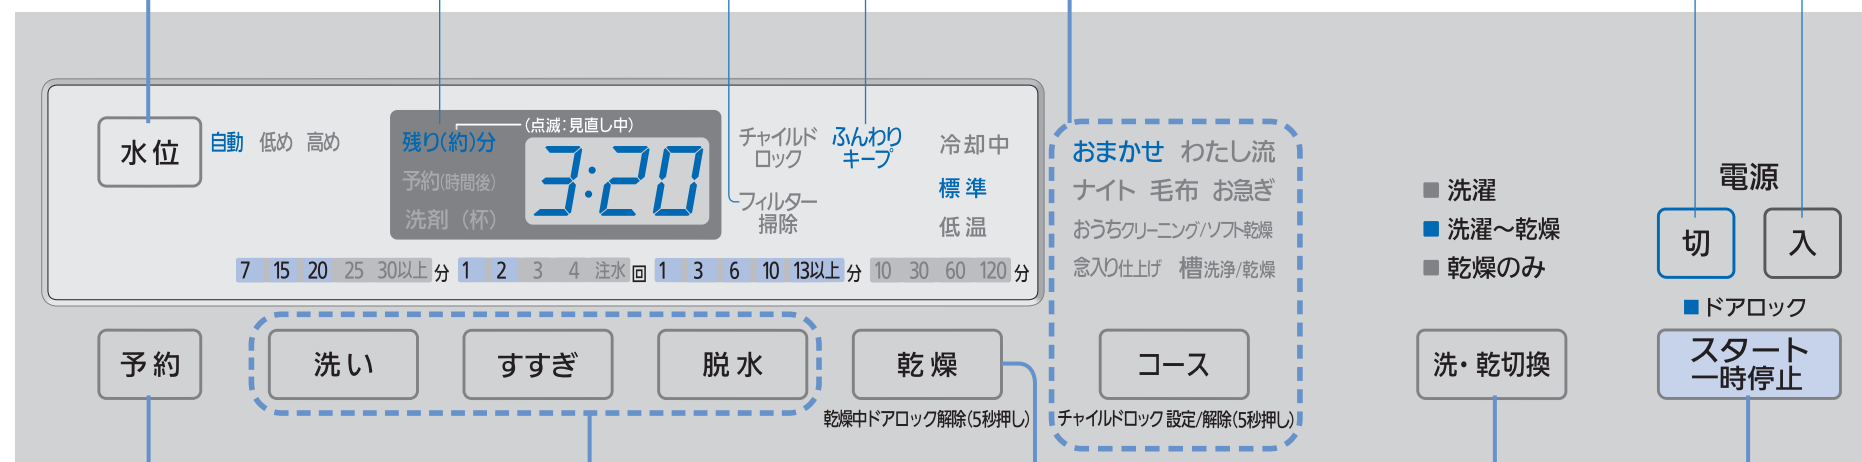 水位
自動 低め 高め
残り(約)分
(点滅:見直し中)
予約(時間後)
洗剤 (杯)
3:20
チャイルド
ロック
ふんわり
キープ
フィルター
掃除
冷却中
標準
低温
7 15 20 25 30以上 分 1 2 3 4 注水 回 1 3 6 10 13以上 分 10 30 60 120 分
おまかせ わたし流
ナイト 毛布 お急ぎ
おうちクリーニング/ソフト乾燥
念入り仕上げ 槽洗浄/乾燥
洗濯
洗濯～乾燥
乾燥のみ
電源
切 入
ドアロック
予約 洗い すすぎ 脱水 乾燥 コース 洗・乾切換
スタート
一時停止
乾燥中ドアロック解除(5秒押し)
チャイルドロック 設定/解除(5秒押し)